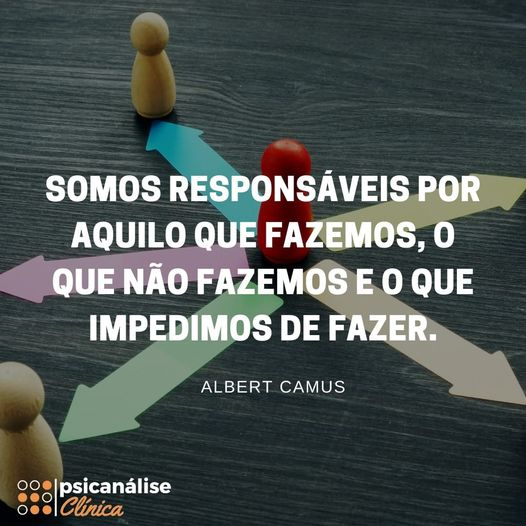 SOMOS RESPONSÁVEIS POR
AQUILO QUE FAZEMOS, O
QUE NÃO FAZEMOS E O QUE
IMPEDIMOS DE FAZER.
ALBERT CAMUS
psicanálise
Clínica